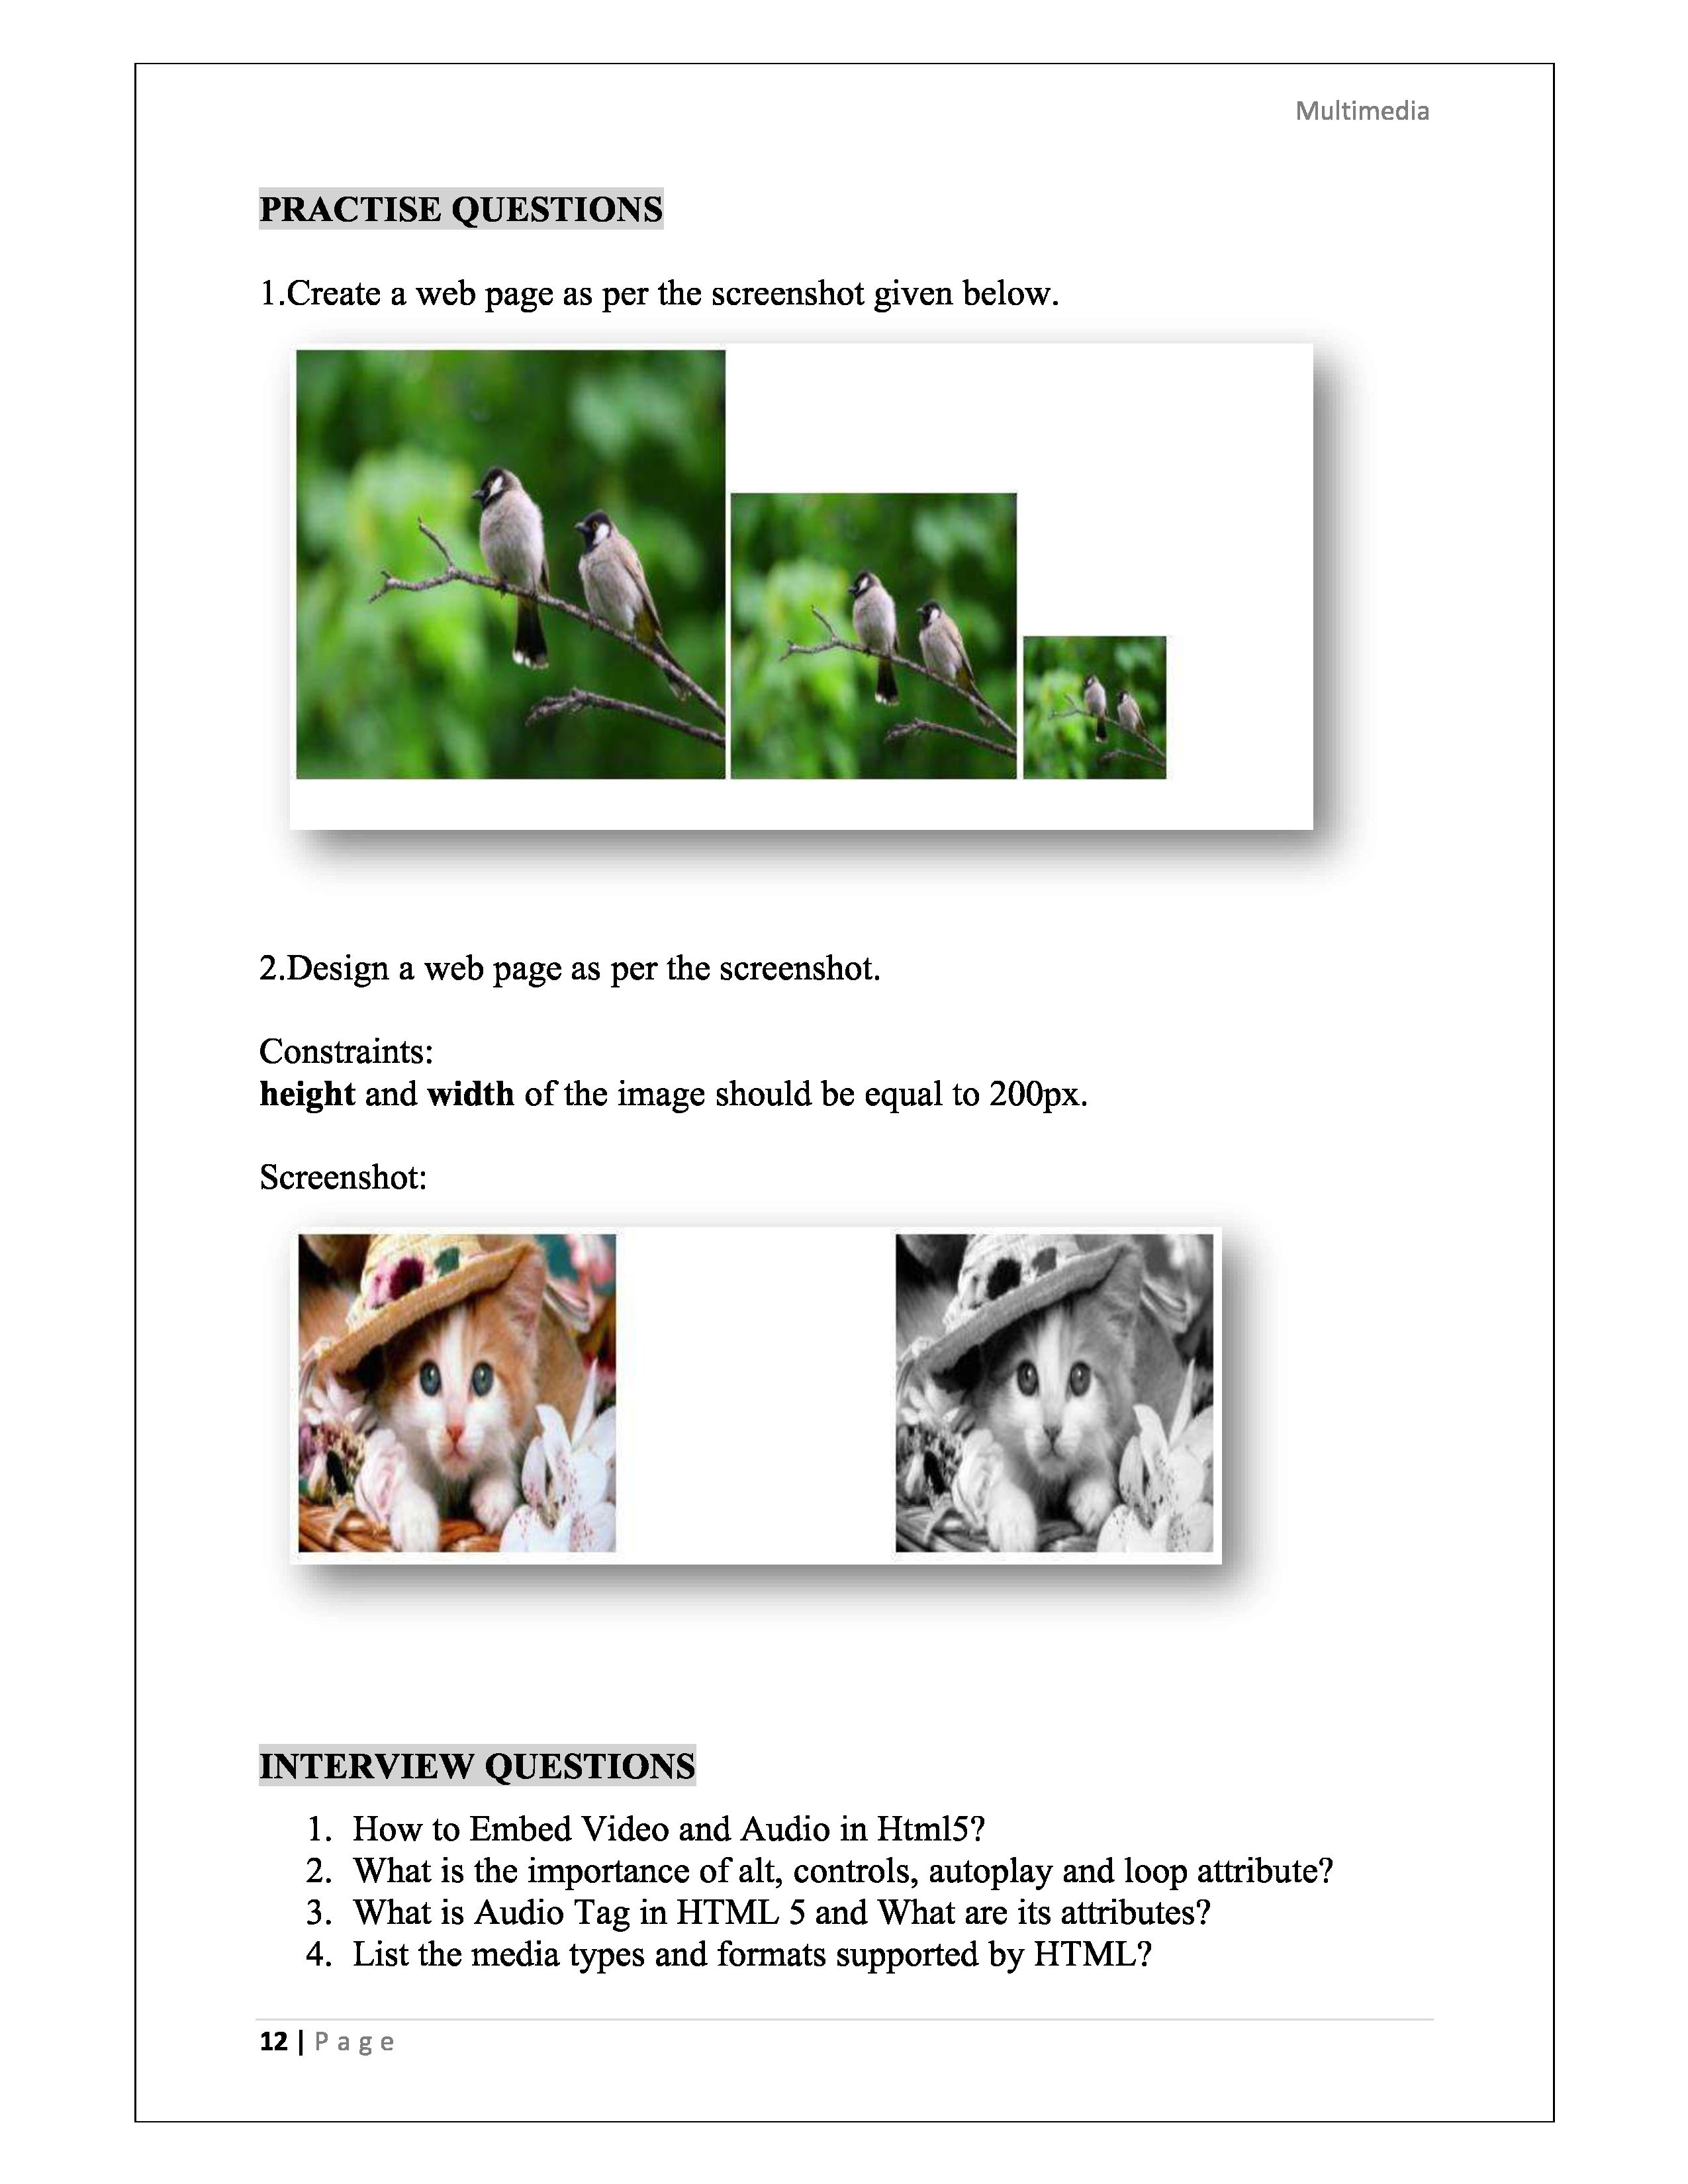 Multimedia
PRACTISE QUESTIONS
1.Create a web page as per the screenshot given below.
2.Design a web page as per the screenshot.
Constraints:
height and width of the image should be equal to 200px.
Screenshot:
INTERVIEW QUESTIONS
1. How to Embed Video and Audio in Html5?
2. What is the importance of alt, controls, autoplay and loop attribute?
3. What is Audio Tag in HTML 5 and What are its attributes?
4. List the media types and formats supported by HTML?
12 | Page